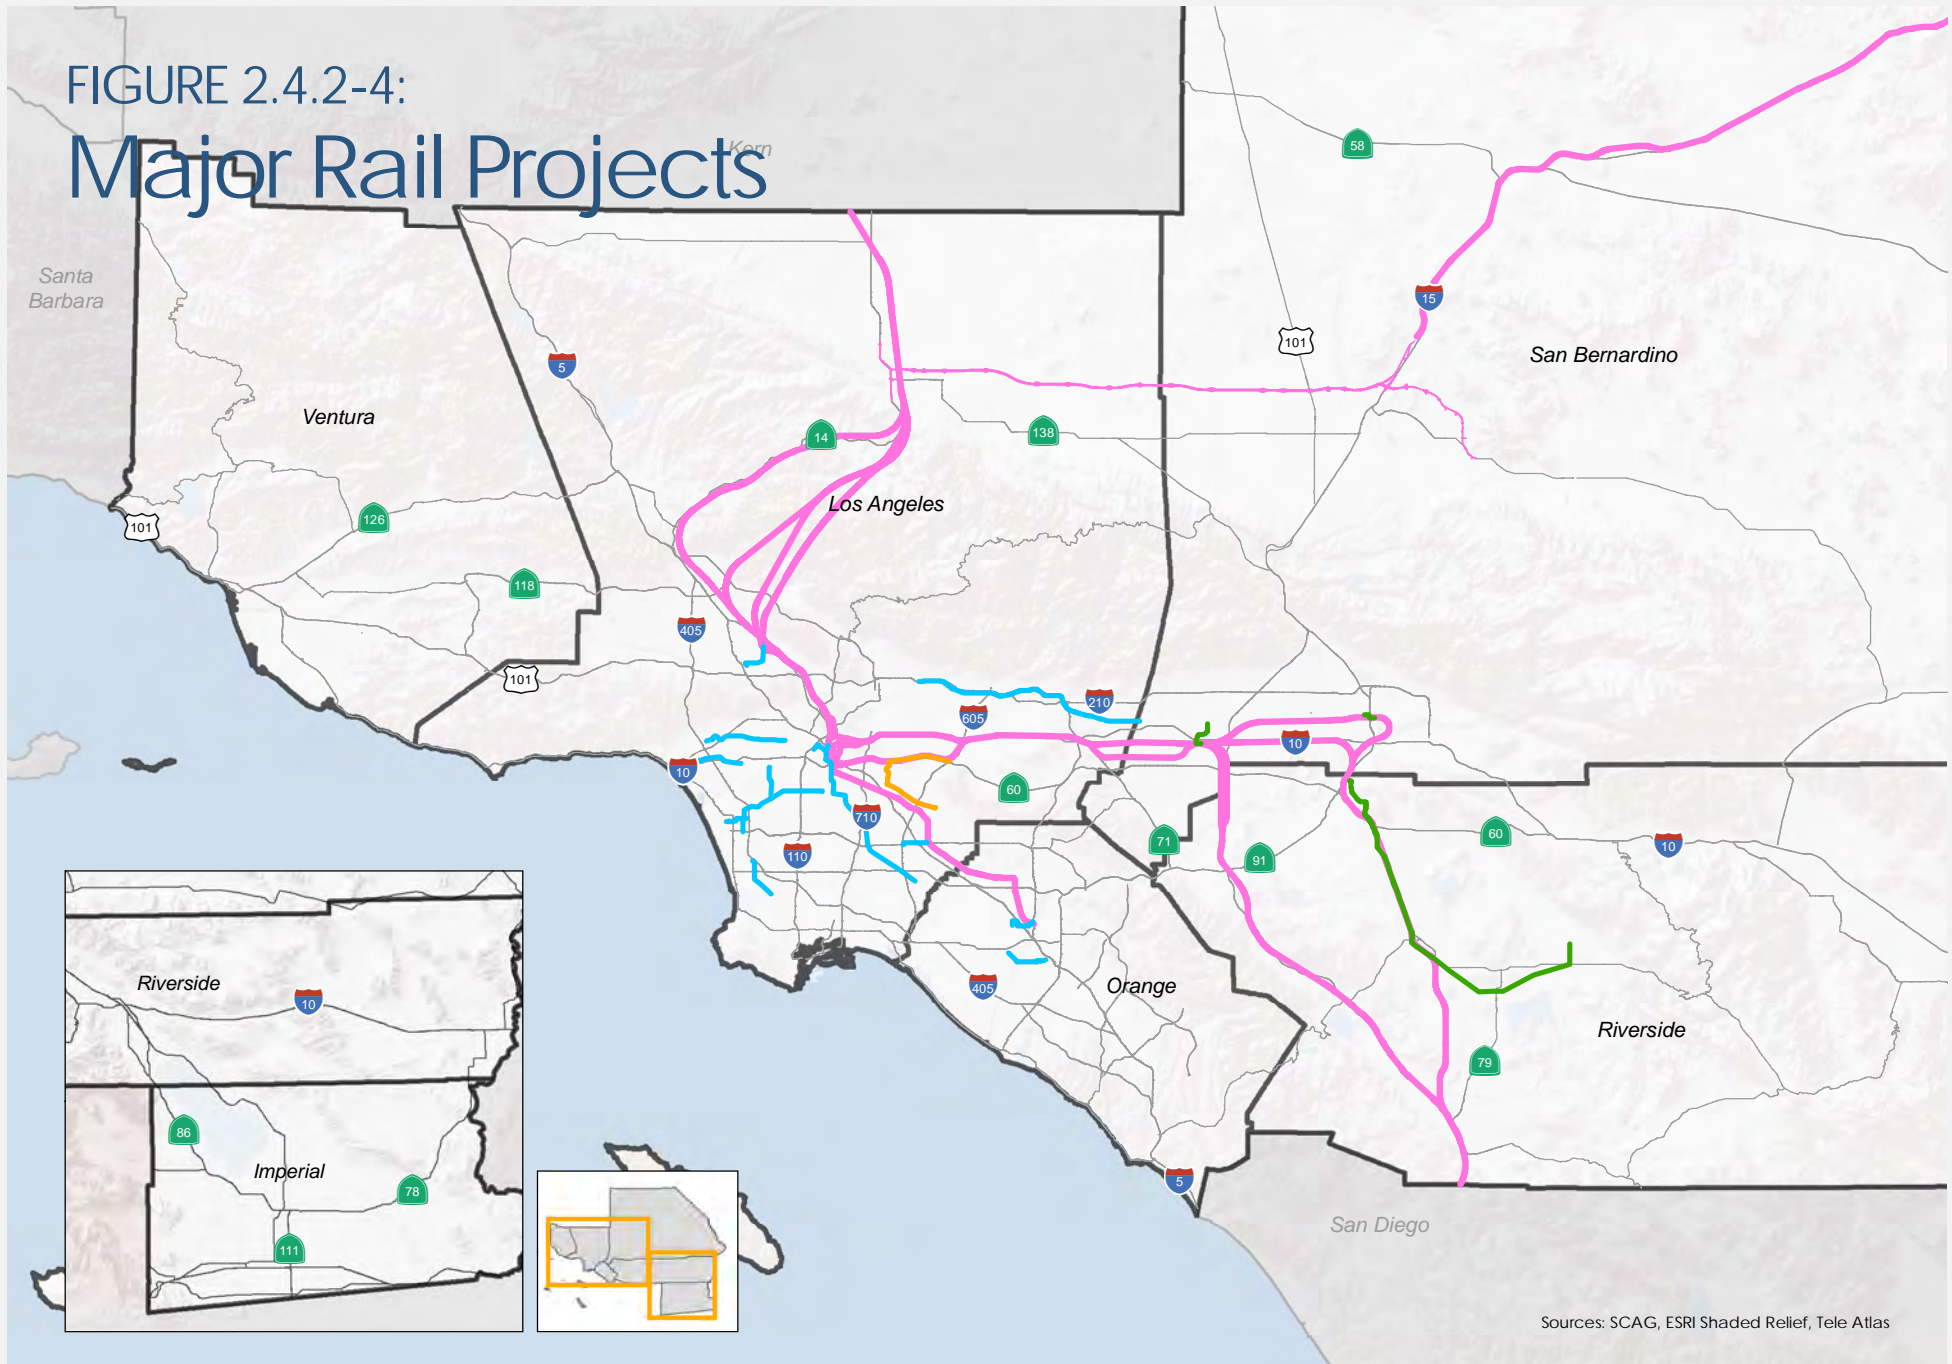 FIGURE 2.4.2-4:
Major Rail Projects
Kern
58
Santa
Barbara
15
101
San Bernardino
5
Ventura
14
138
Los Angeles
126
101
118
405
101
210
605
10
10
60
710
60
71
91
110
10
405
Orange
Riverside
79
Riverside
10
86
Imperial
78
111
5
San Diego
Sources: SCAG, ESRI Shaded Relief, Tele Atlas